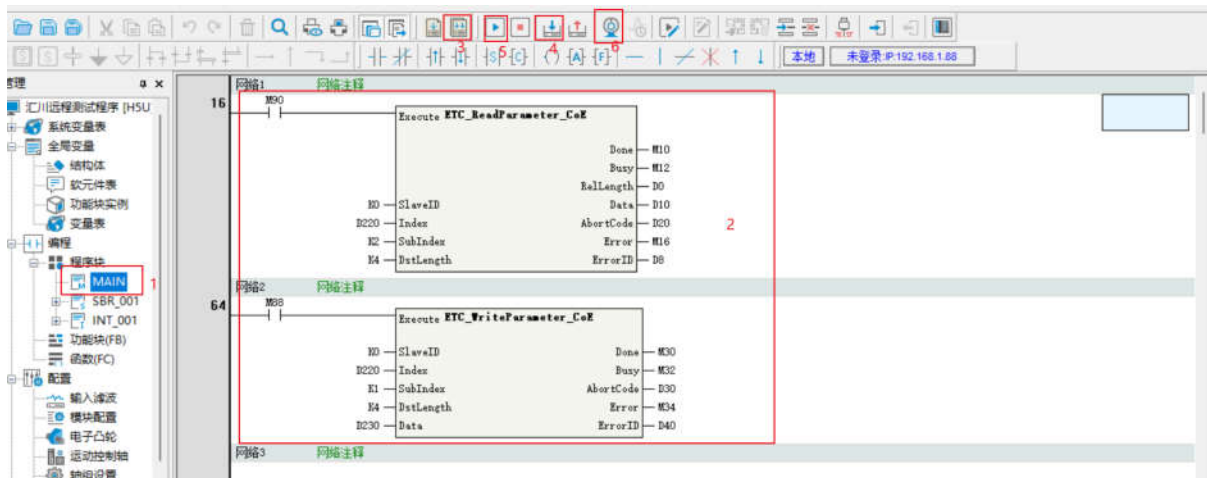 3
5
4
6
本地
未登录:IP:192.168.1.88
管理
汇川远程测试程序 [H5U
系统变量表
全局变量
结构体
软元件表
功能块实例
变量表
编程
程序块
MAIN 1
SBR_001
INT_001
功能块(FB)
函数(FC)
配置
输入滤波
模块配置
电子凸轮
运动控制轴
轴组设置
网络1 网络注释
16
M90
Execute ETC_ReadParameter_CoE
Done M10
Busy M12
RelLength D0
K0 SlaveID Data D10
D220 Index AbortCode D20
K2 SubIndex Error M16
K4 DstLength ErrorID D8
2
网络2 网络注释
64
M88
Execute ETC_WriteParameter_CoE
K0 SlaveID Done M30
D220 Index Busy M32
K1 SubIndex AbortCode D30
K4 DstLength Error M34
D230 Data ErrorID D40
网络3 网络注释